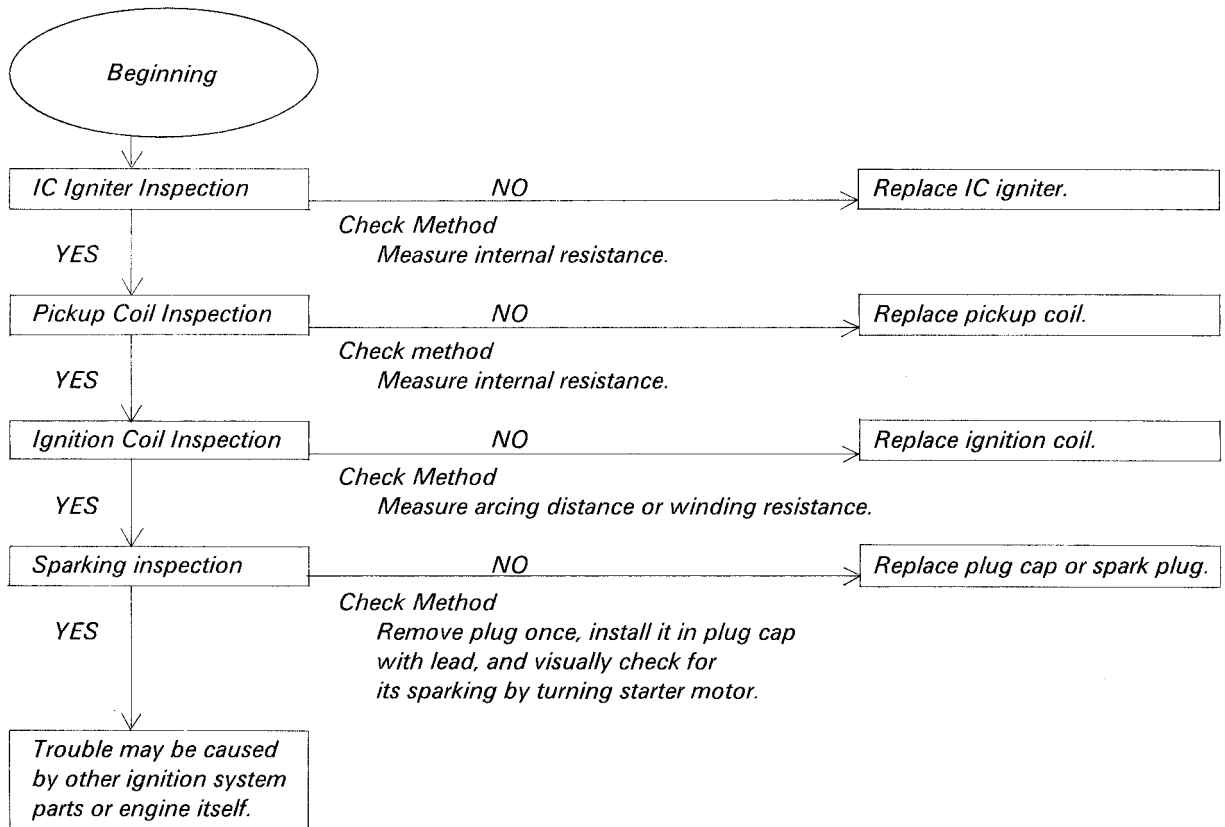 Beginning
IC Igniter Inspection
NO
Replace IC igniter.
Check Method
Measure internal resistance.
YES
Pickup Coil Inspection
NO
Replace pickup coil.
Check method
Measure internal resistance.
YES
Ignition Coil Inspection
NO
Replace ignition coil.
Check Method
Measure arcing distance or winding resistance.
YES
Sparking inspection
NO
Replace plug cap or spark plug.
Check Method
YES
Remove plug once, install it in plug cap
with lead, and visually check for
its sparking by turning starter motor.
Trouble may be caused
by other ignition system
parts or engine itself.